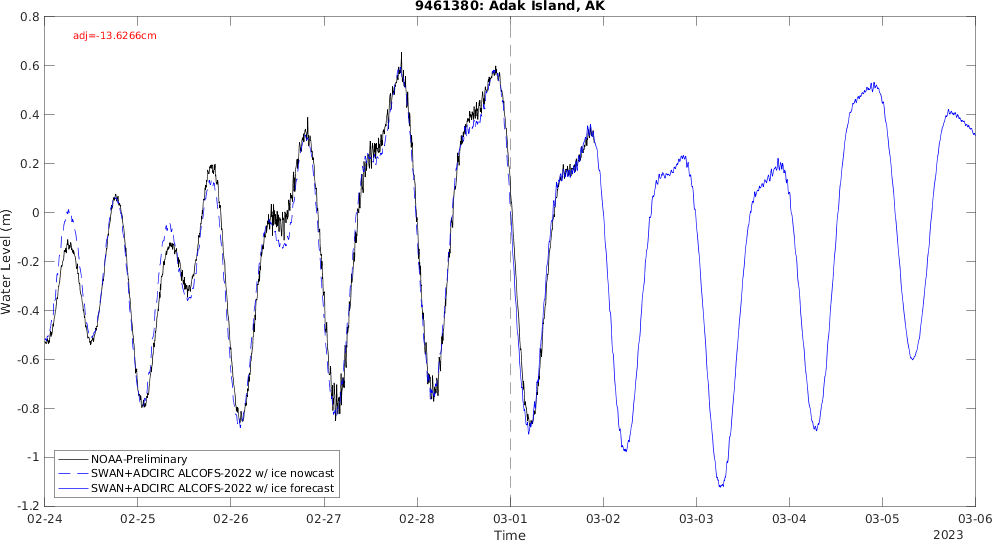 9461380: Adak Island, AK
adj=-13.6266cm
0.8
0.6
0.4
0.2
0
-0.2
-0.4
-0.6
-0.8
-1
-1.2
Water Level (m)
NOAA-Preliminary
SWAN+ADCIRC ALCOFS-2022 w/ ice nowcast
SWAN+ADCIRC ALCOFS-2022 w/ ice forecast
02-24 02-25 02-26 02-27 02-28 03-01 03-02 03-03 03-04 03-05 03-06
Time
2023